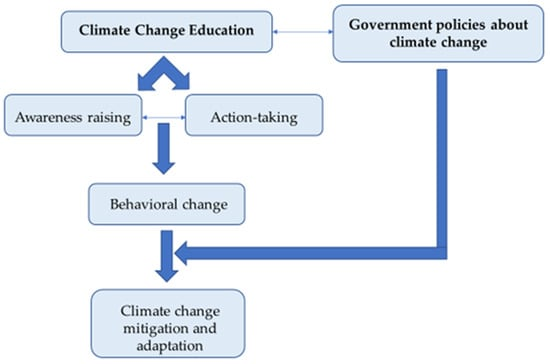 Climate Change Education
Government policies about
climate change
Awareness raising
Action-taking
Behavioral change
Climate change
mitigation and
adaptation